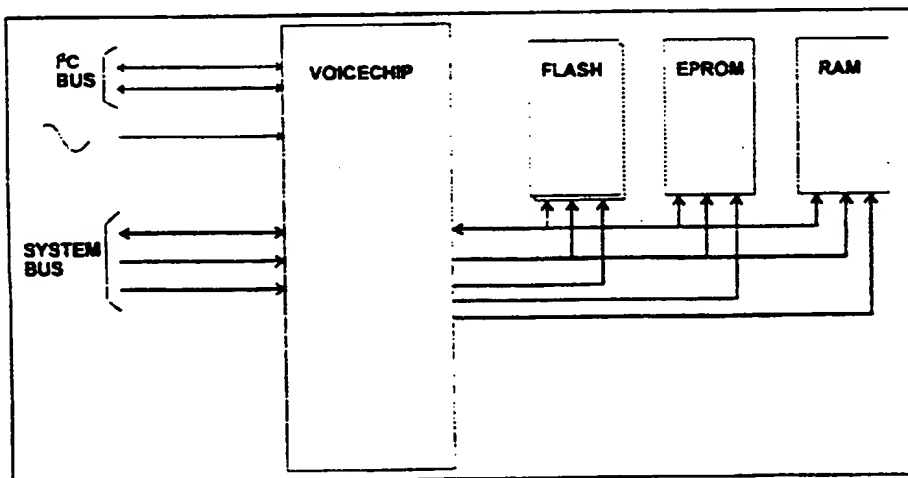 I²C
BUS
VOICECHIP
FLASH
EPROM
RAM
SYSTEM
BUS